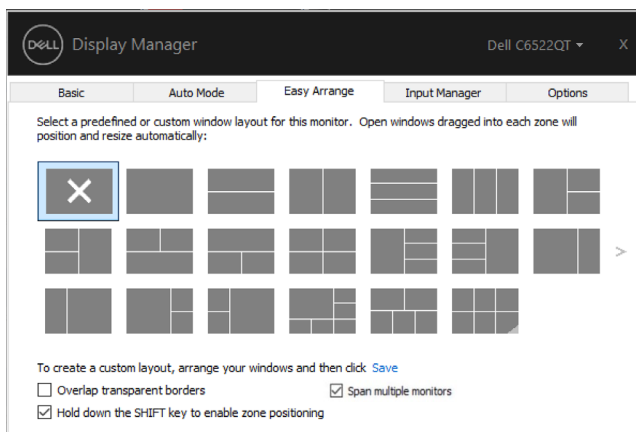 DELL Display Manager Dell C6522QT X
Basic Auto Mode Easy Arrange Input Manager Options
Select a predefined or custom window layout for this monitor. Open windows dragged into each zone will
position and resize automatically:
To create a custom layout, arrange your windows and then click Save
Overlap transparent borders Span multiple monitors
Hold down the SHIFT key to enable zone positioning